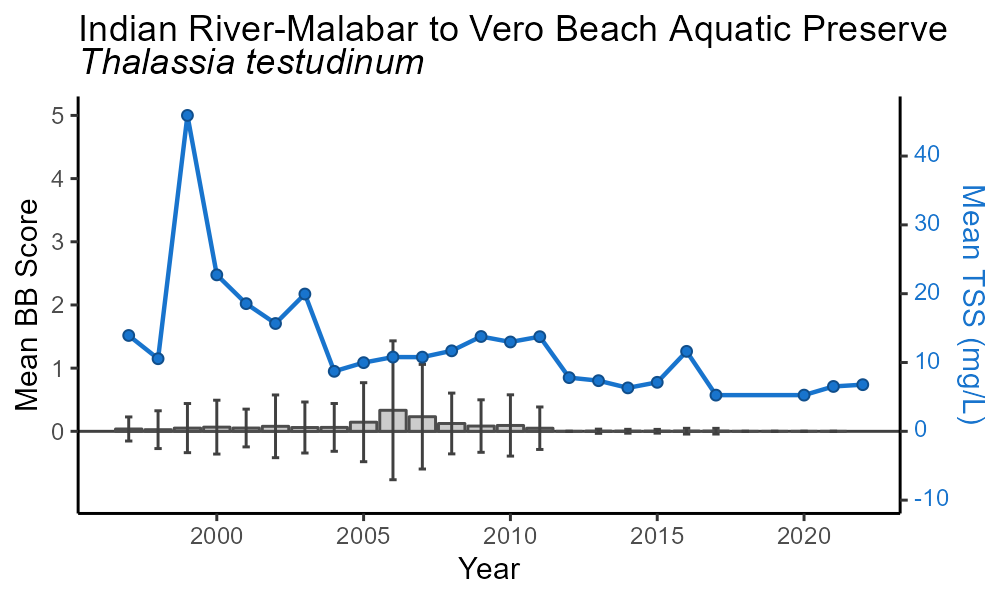 Indian River-Malabar to Vero Beach Aquatic Preserve
Thalassia testudinum
5
4
3
2
1
0
Mean BB Score
40
30
20
10
0
-10
Mean TSS (mg/L)
2000 2005 2010 2015 2020
Year